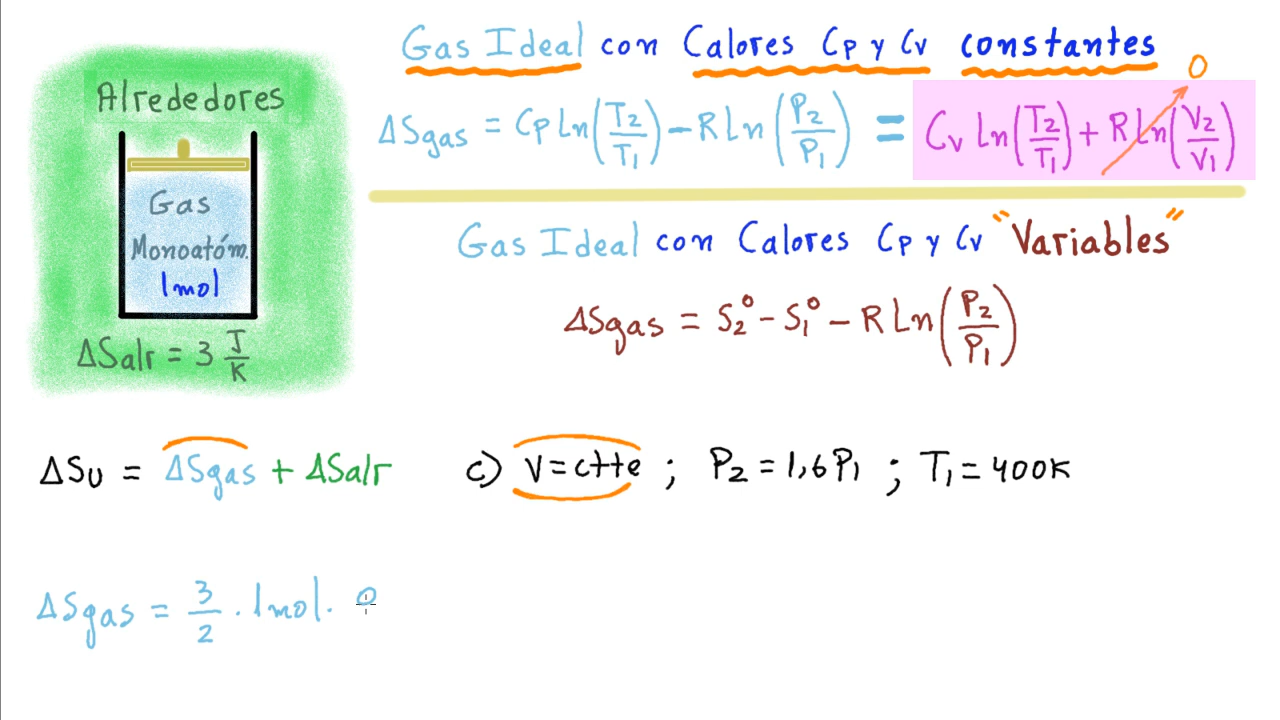 Gas Ideal con Calores Cp y Cv constantes
ΔSgas = Cp Ln(T2/T1) - R Ln(P2/P1) = Cv Ln(T2/T1) + R Ln(V2/V1) 0
Gas Ideal con Calores Cp y Cv "Variables"
ΔSgas = S2° - S1° - R Ln(P2/P1)
Alrededores
Gas
Monoatóm.
1mol
ΔSalr = 3 J/K
ΔSu = ΔSgas + ΔSalr
c) V = ctte ; P2 = 1,6 P1 ; T1 = 400K
ΔSgas = 3/2 . 1mol .